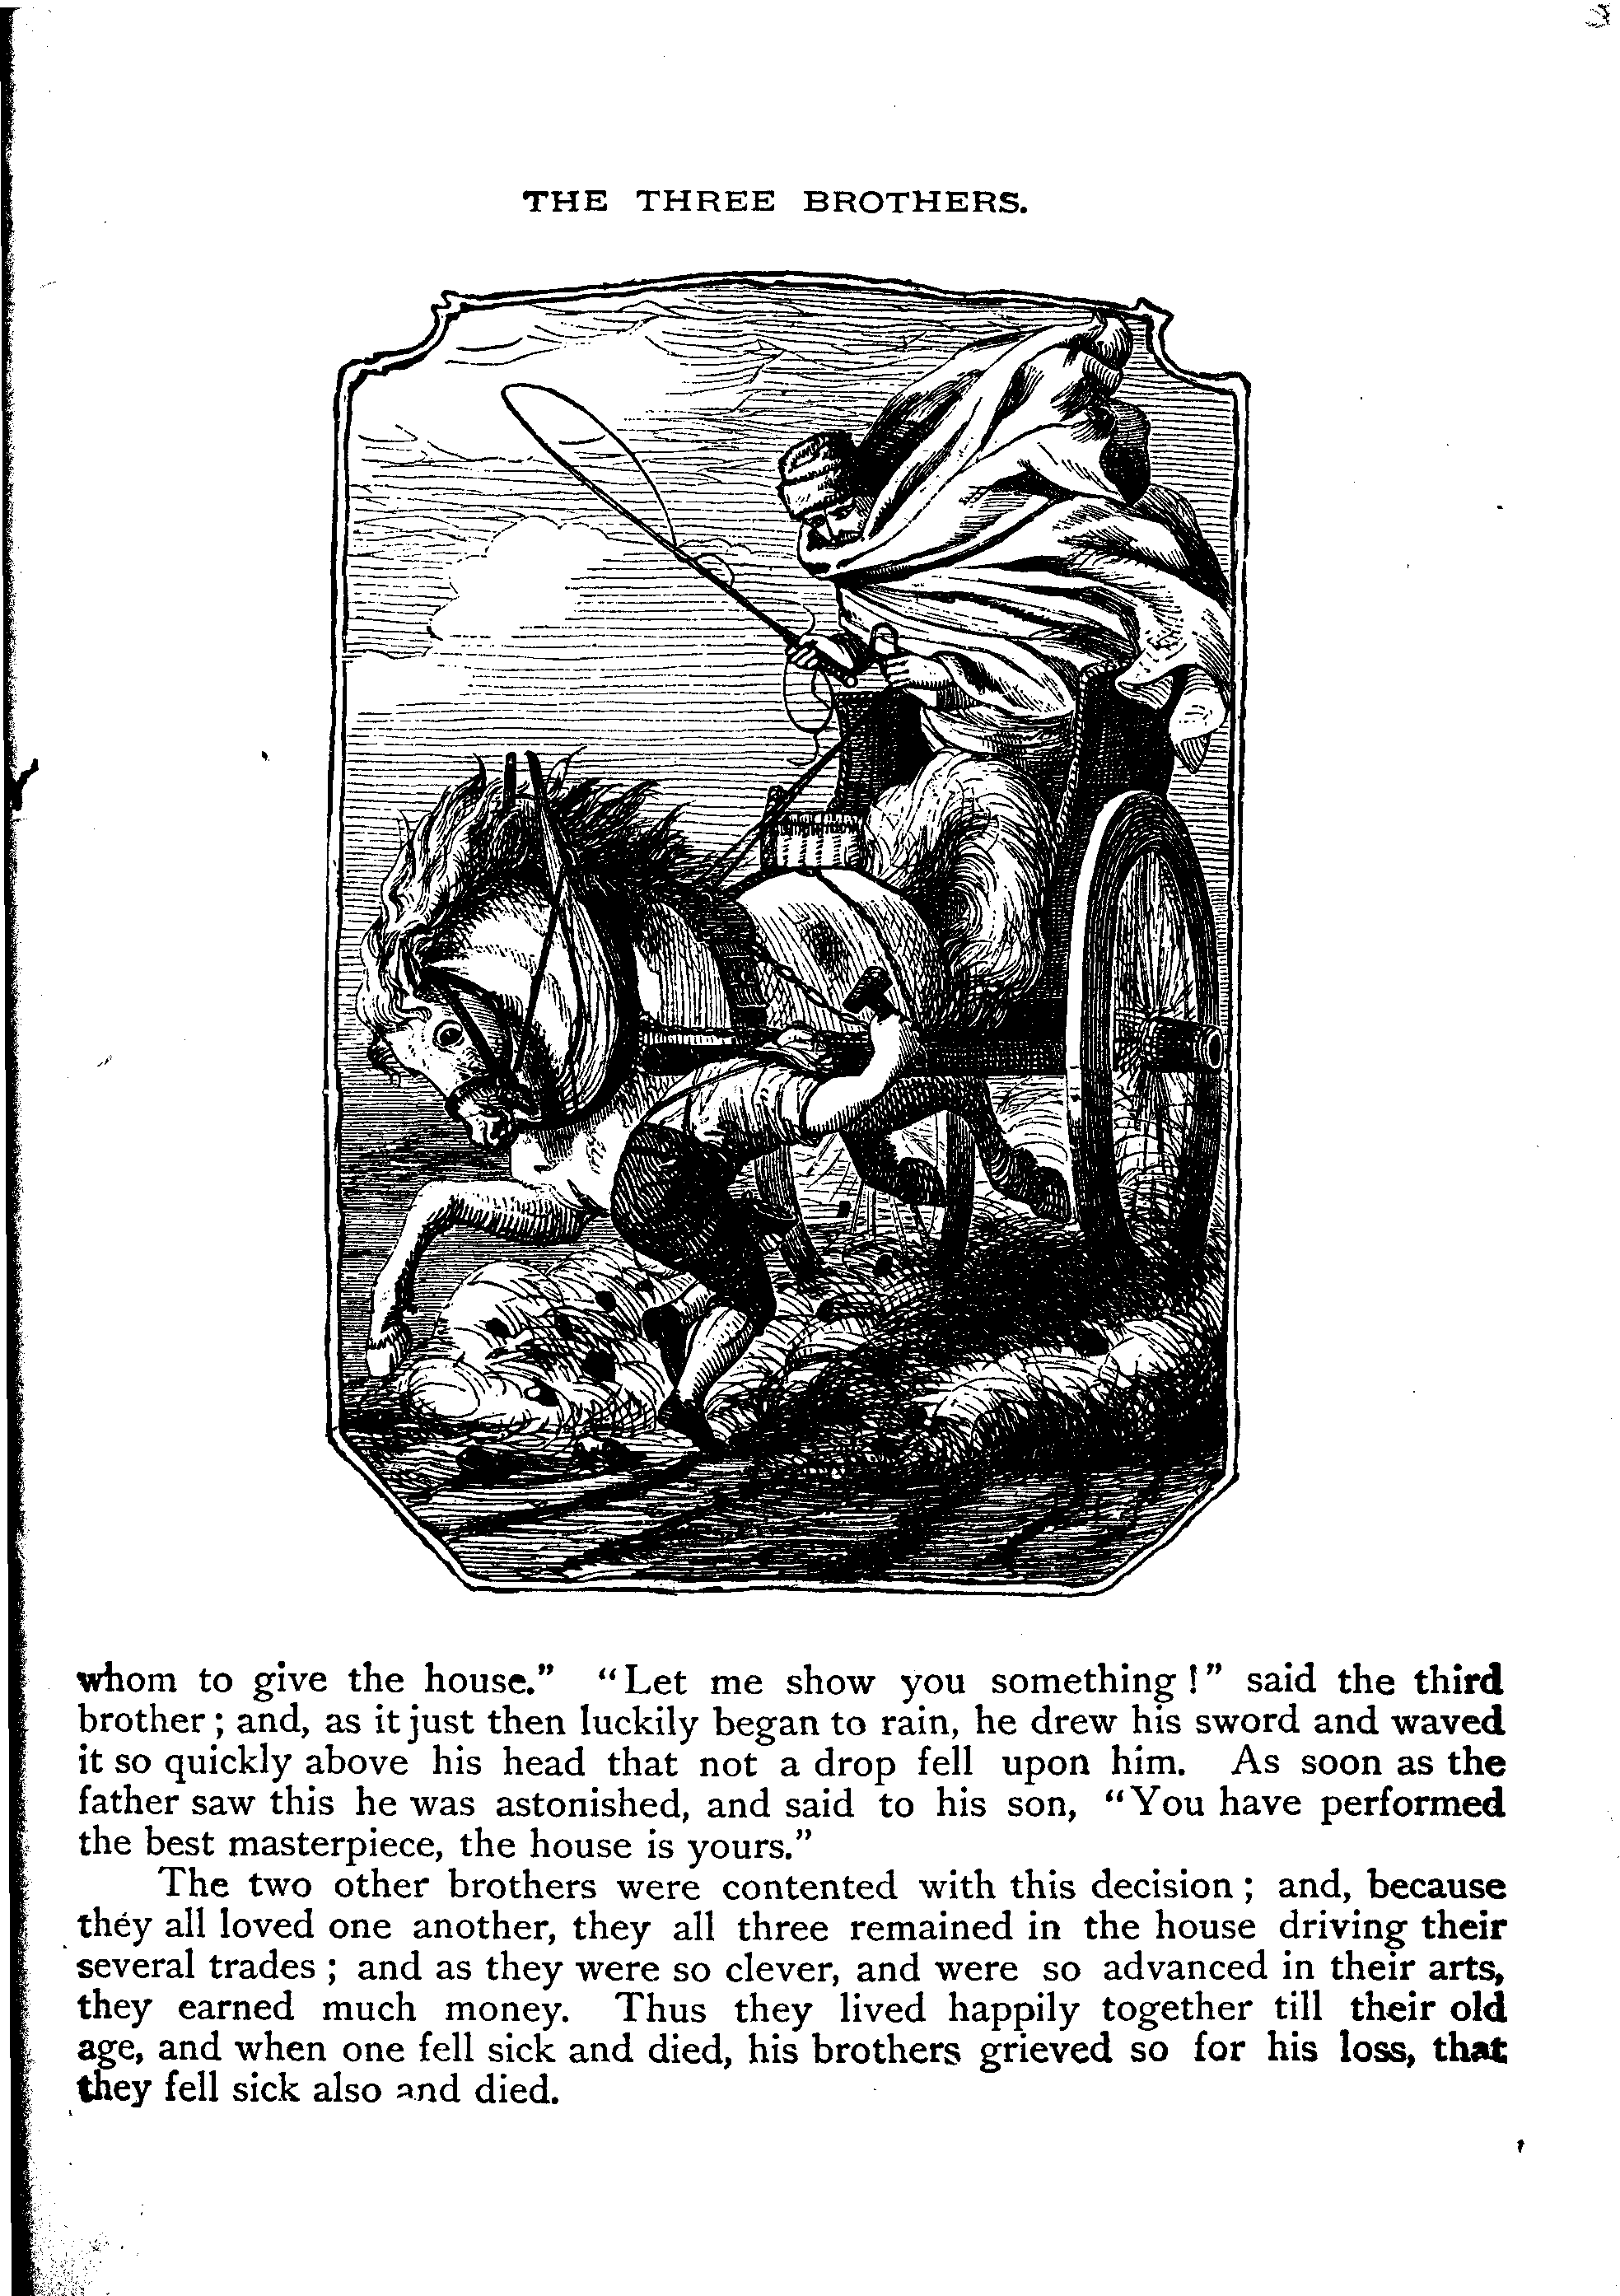 THE THREE BROTHERS.
whom to give the house.” “Let me show you something!” said the third
brother; and, as it just then luckily began to rain, he drew his sword and waved
it so quickly above his head that not a drop fell upon him. As soon as the
father saw this he was astonished, and said to his son, “You have performed
the best masterpiece, the house is yours.”
The two other brothers were contented with this decision; and, because
they all loved one another, they all three remained in the house driving their
several trades; and as they were so clever, and were so advanced in their arts,
they earned much money. Thus they lived happily together till their old
age, and when one fell sick and died, his brothers grieved so for his loss, that
they fell sick also and died.